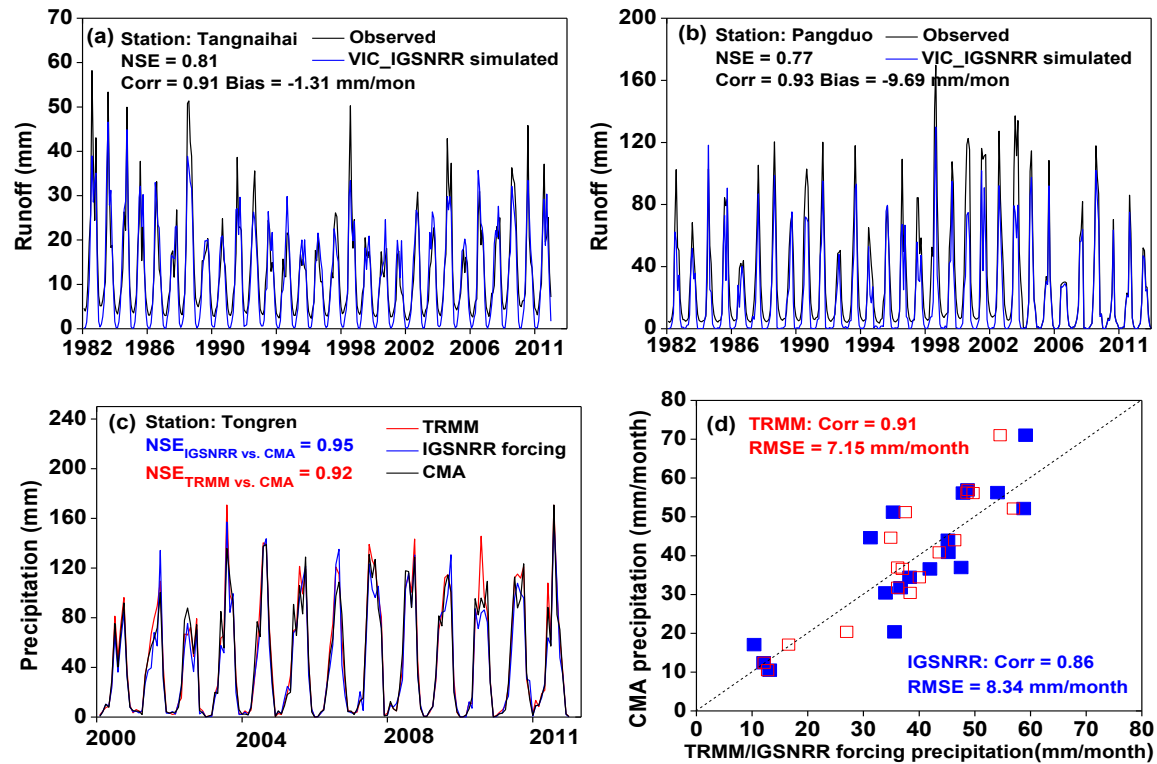 (a) Station: Tangnaihai
NSE = 0.81
Corr = 0.91 Bias = -1.31 mm/mon
Observed
VIC_IGSNRR simulated
Runoff (mm)
70
60
50
40
30
20
10
0
1982 1986 1990 1994 1998 2002 2006 2011
(b) Station: Pangduo
NSE = 0.77
Corr = 0.93 Bias = -9.69 mm/mon
Observed
VIC_IGSNRR simulated
Runoff (mm)
200
160
120
80
40
0
1982 1986 1990 1994 1998 2002 2006 2011
(c) Station: Tongren
NSE IGSNRR vs. CMA = 0.95
NSE TRMM vs. CMA = 0.92
TRMM
IGSNRR forcing
CMA
Precipitation (mm)
240
200
160
120
80
40
0
2000 2004 2008 2011
(d) TRMM: Corr = 0.91
RMSE = 7.15 mm/month
IGSNRR: Corr = 0.86
RMSE = 8.34 mm/month
CMA precipitation (mm/month)
80
70
60
50
40
30
20
10
0
0 10 20 30 40 50 60 70 80
TRMM/IGSNRR forcing precipitation(mm/month)